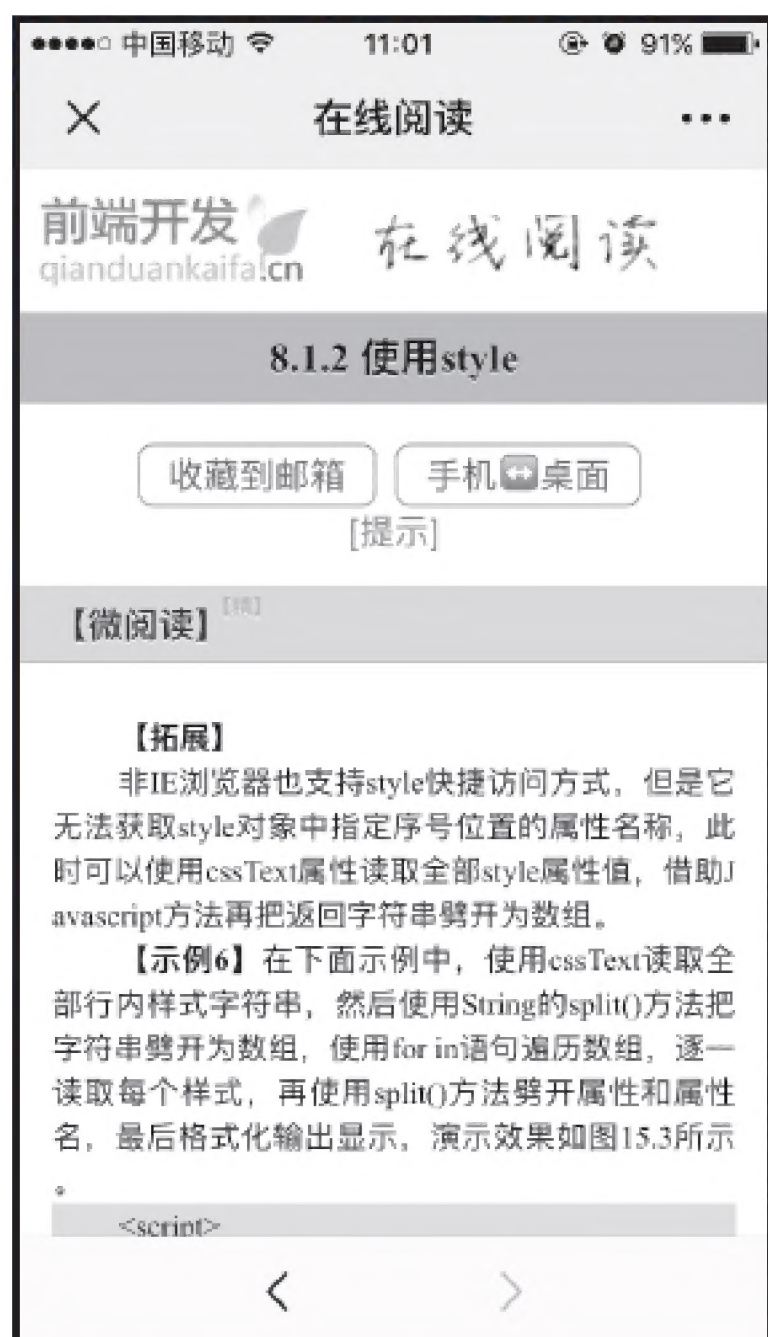 中国移动 11:01 91%
在线阅读
前端开发 在线阅读
qianduankaifa.cn
8.1.2 使用style
收藏到邮箱 手机↔桌面
[提示]
【微阅读】
【拓展】
非IE浏览器也支持style快捷访问方式，但是它
无法获取style对象中指定序号位置的属性名称，此
时可以使用cssText属性读取全部style属性值，借助J
avascript方法再把返回字符串劈开为数组。
【示例6】在下面示例中，使用cssText读取全
部行内样式字符串，然后使用String的split()方法把
字符串劈开为数组，使用for in语句遍历数组，逐一
读取每个样式，再使用split()方法劈开属性和属性
名，最后格式化输出显示，演示效果如图15.3所示
。
<script>